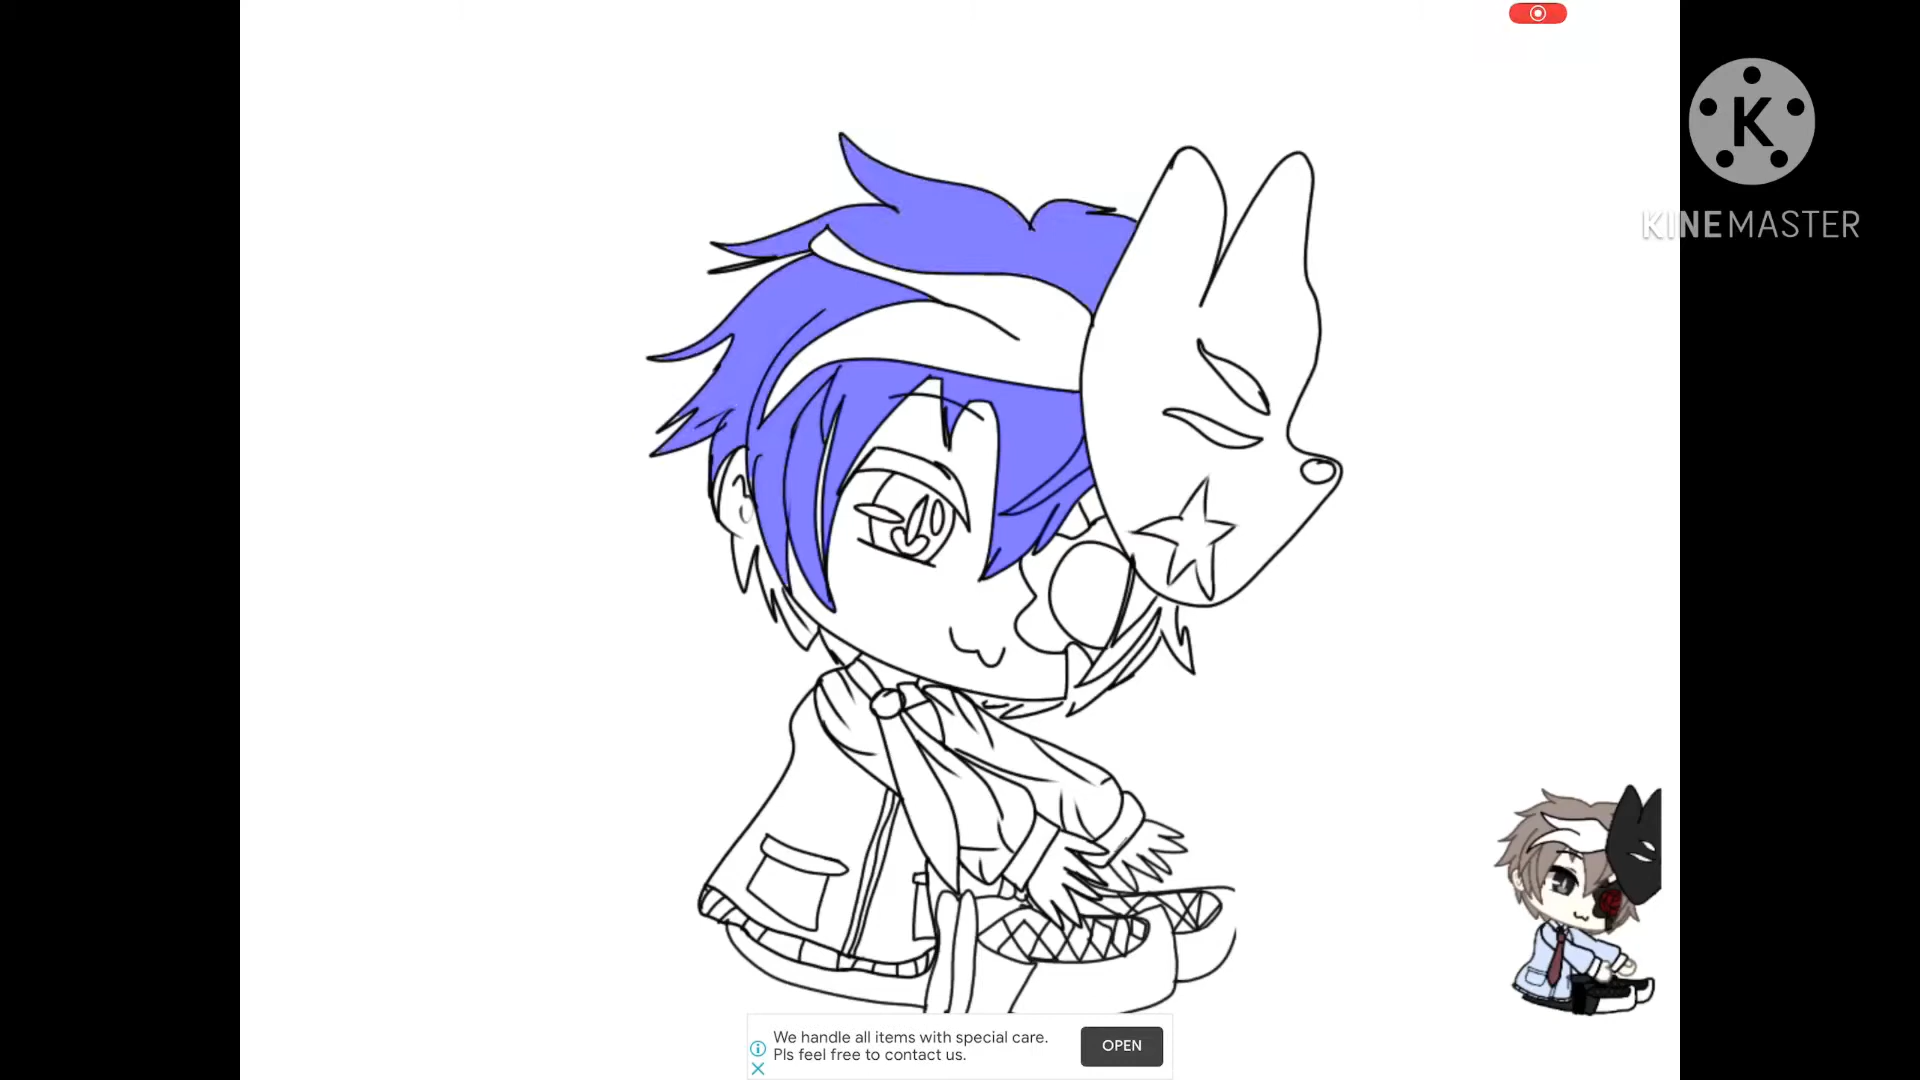 K
KINEMASTER
We handle all items with special care.
Pls feel free to contact us.
OPEN